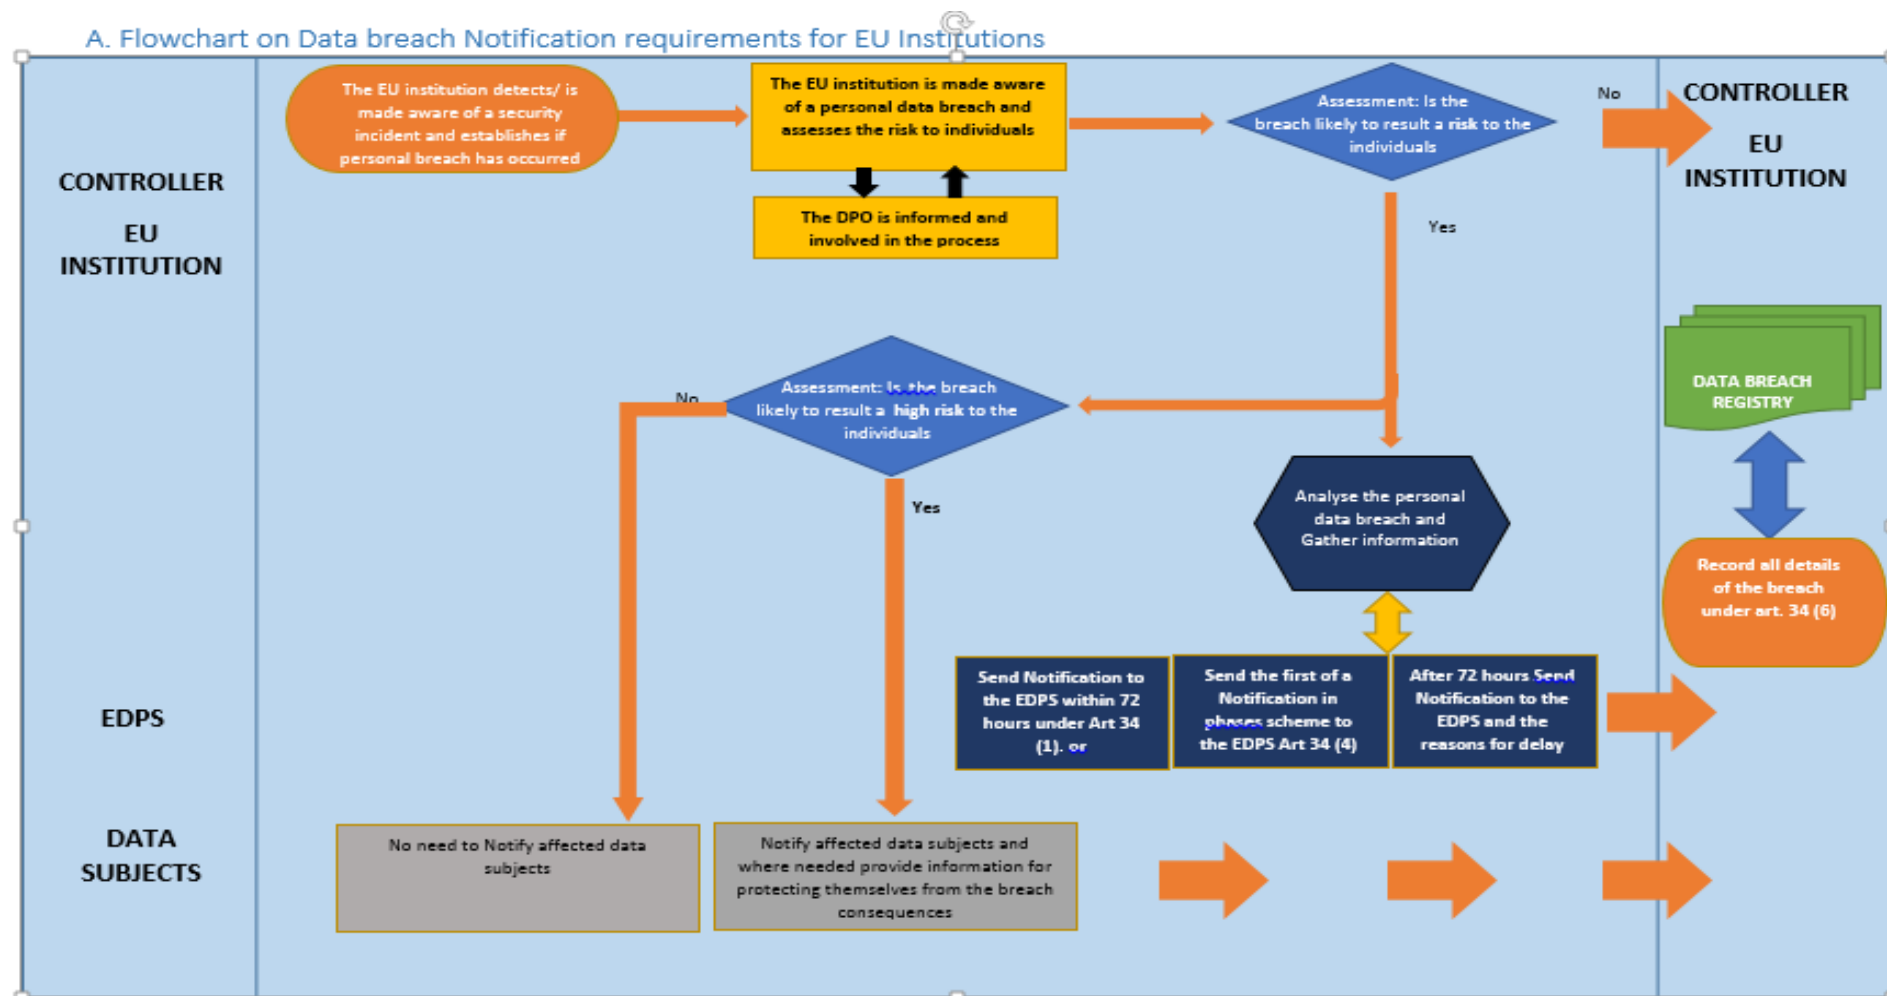 A. Flowchart on Data breach Notification requirements for EU Institutions
CONTROLLER
EU
INSTITUTION
The EU institution detects/ is
made aware of a security
incident and establishes if
personal breach has occurred
The EU institution is made aware
of a personal data breach and
assesses the risk to individuals
The DPO is informed and
involved in the process
Assessment: Is the
breach likely to result a risk to the
individuals
No
Yes
CONTROLLER
EU
INSTITUTION
Assessment: Is the breach
likely to result a high risk to the
individuals
No
Yes
Analyse the personal
data breach and
Gather information
DATA BREACH
REGISTRY
Record all details
of the breach
under art. 34 (6)
EDPS
Send Notification to
the EDPS within 72
hours under Art 34
(1). or
Send the first of a
Notification in
phases scheme to
the EDPS Art 34 (4)
After 72 hours Send
Notification to the
EDPS and the
reasons for delay
DATA
SUBJECTS
No need to Notify affected data
subjects
Notify affected data subjects and
where needed provide information for
protecting themselves from the breach
consequences